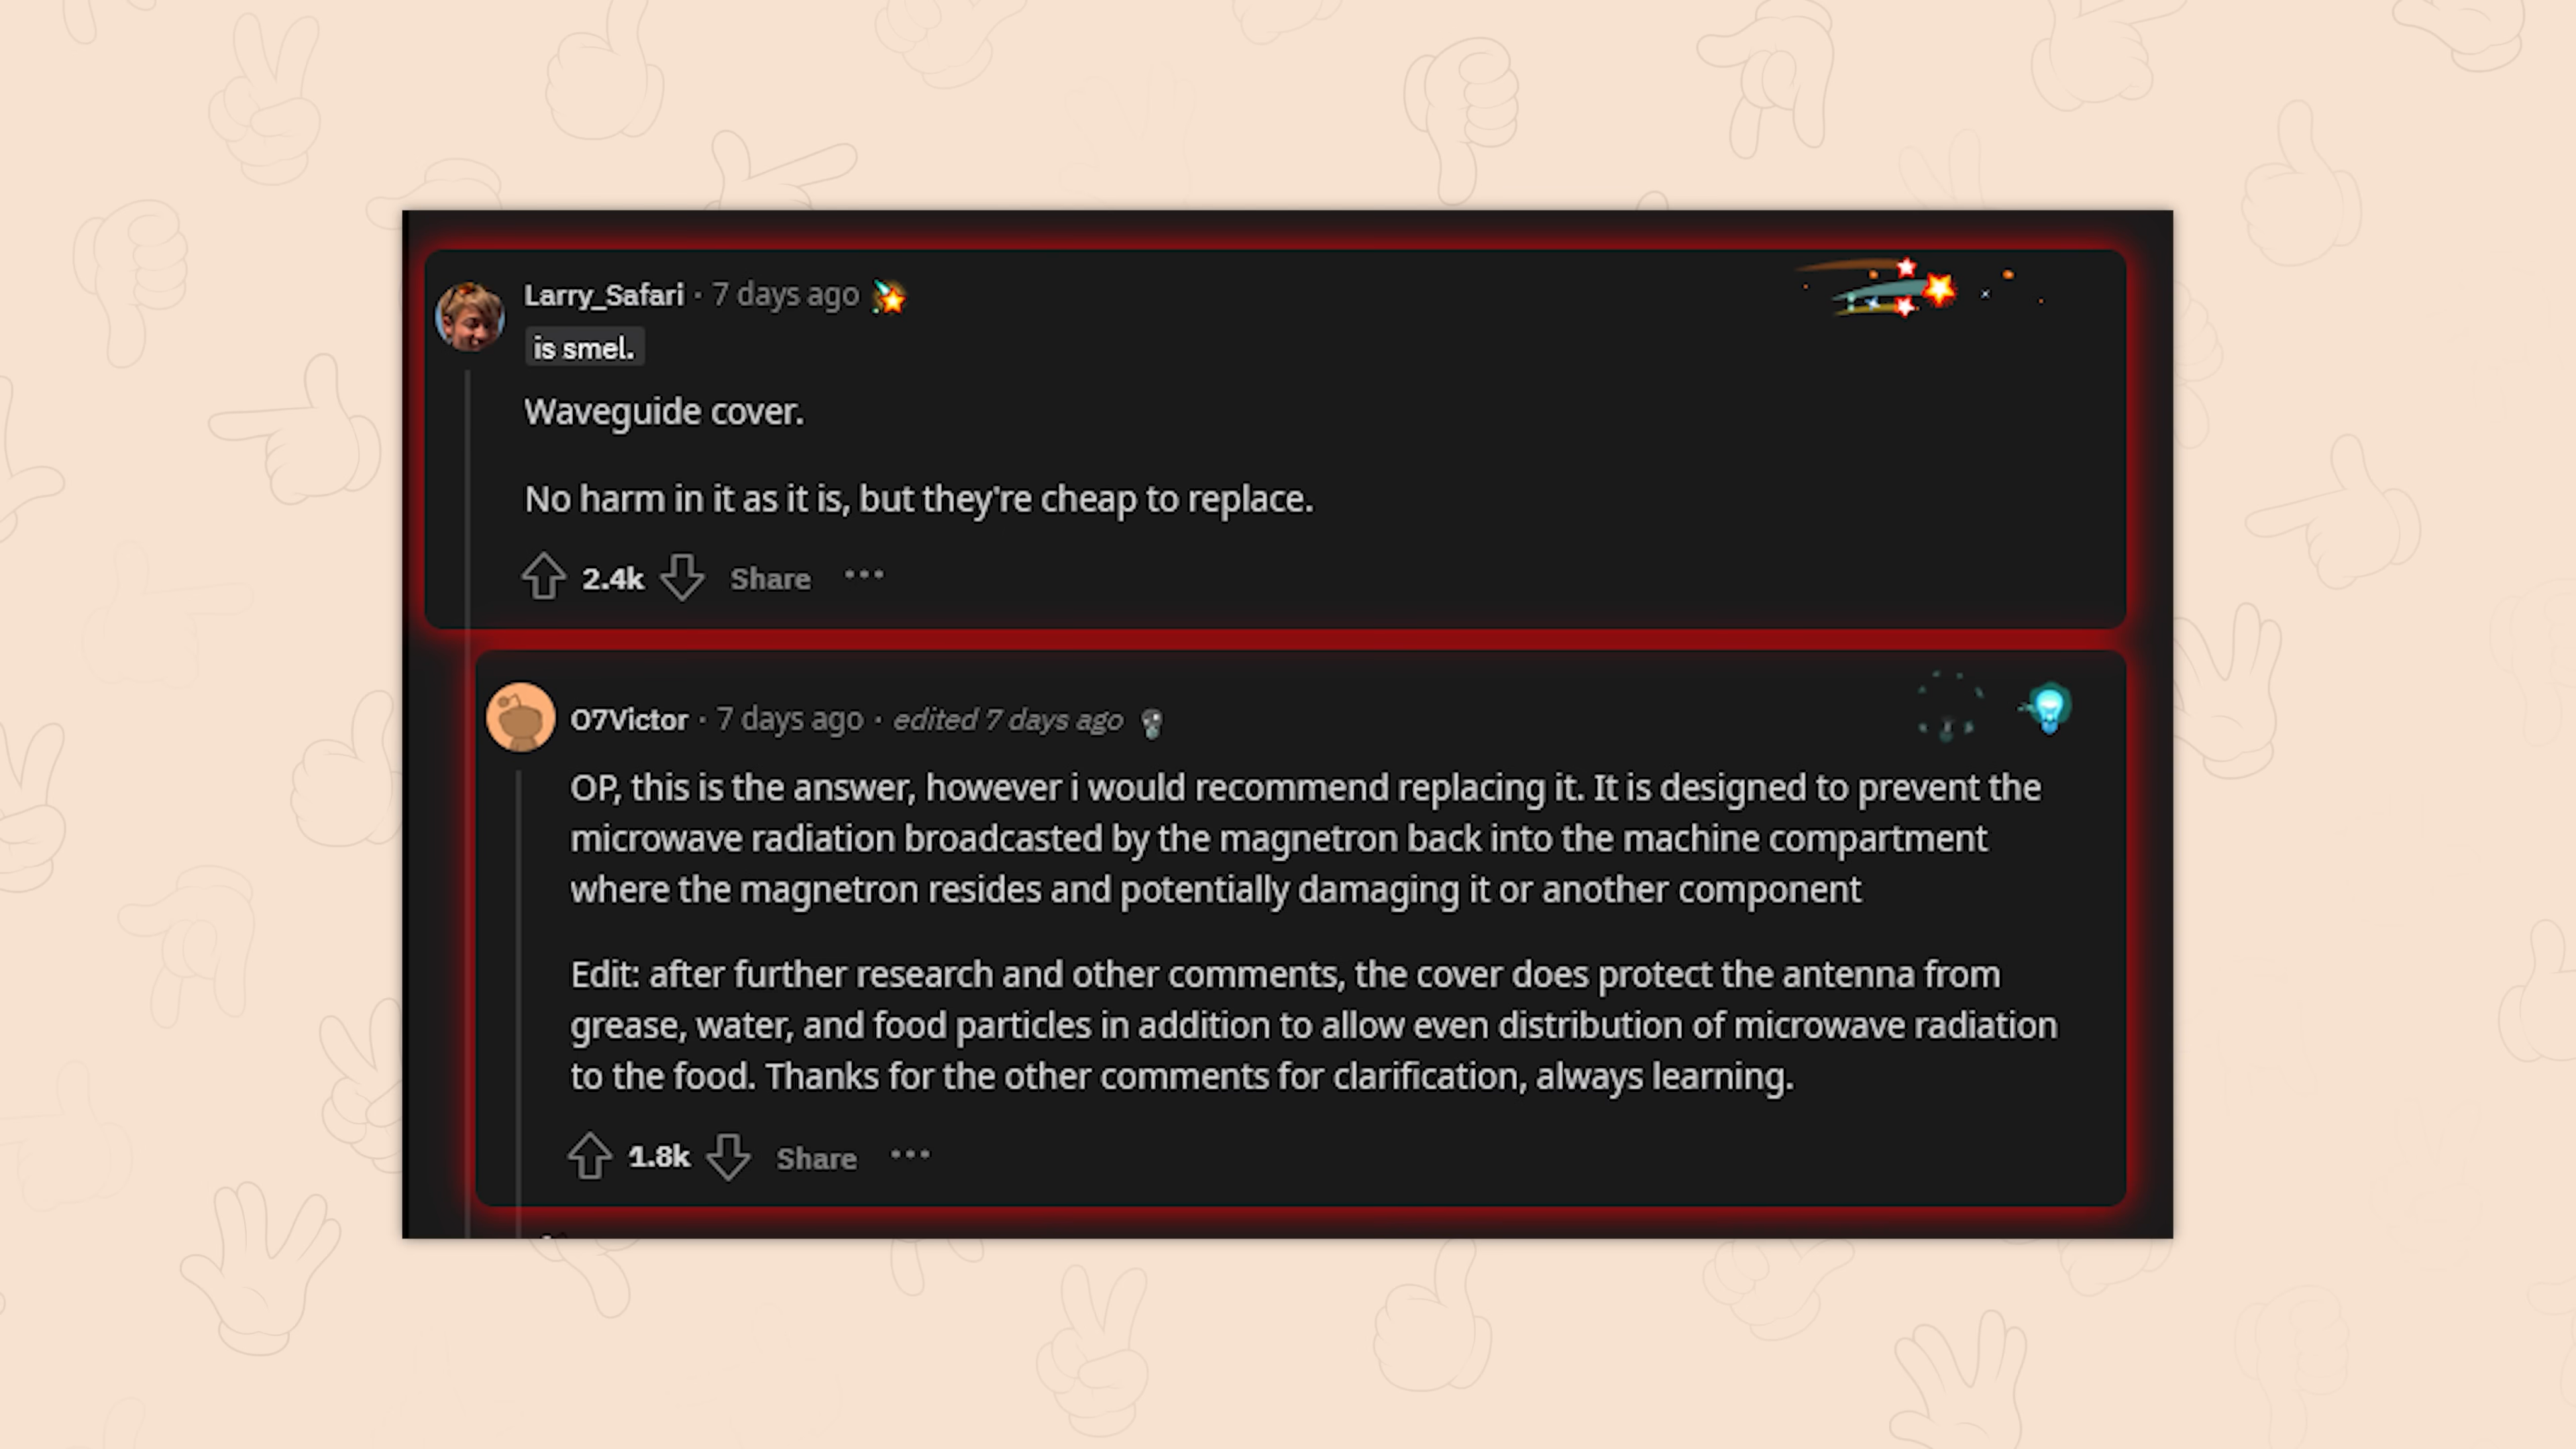 Larry_Safari · 7 days ago
is smel.
Waveguide cover.
No harm in it as it is, but they're cheap to replace.
2.4k Share ···
O7Victor · 7 days ago · edited 7 days ago
OP, this is the answer, however i would recommend replacing it. It is designed to prevent the
microwave radiation broadcasted by the magnetron back into the machine compartment
where the magnetron resides and potentially damaging it or another component
Edit: after further research and other comments, the cover does protect the antenna from
grease, water, and food particles in addition to allow even distribution of microwave radiation
to the food. Thanks for the other comments for clarification, always learning.
1.8k Share ···